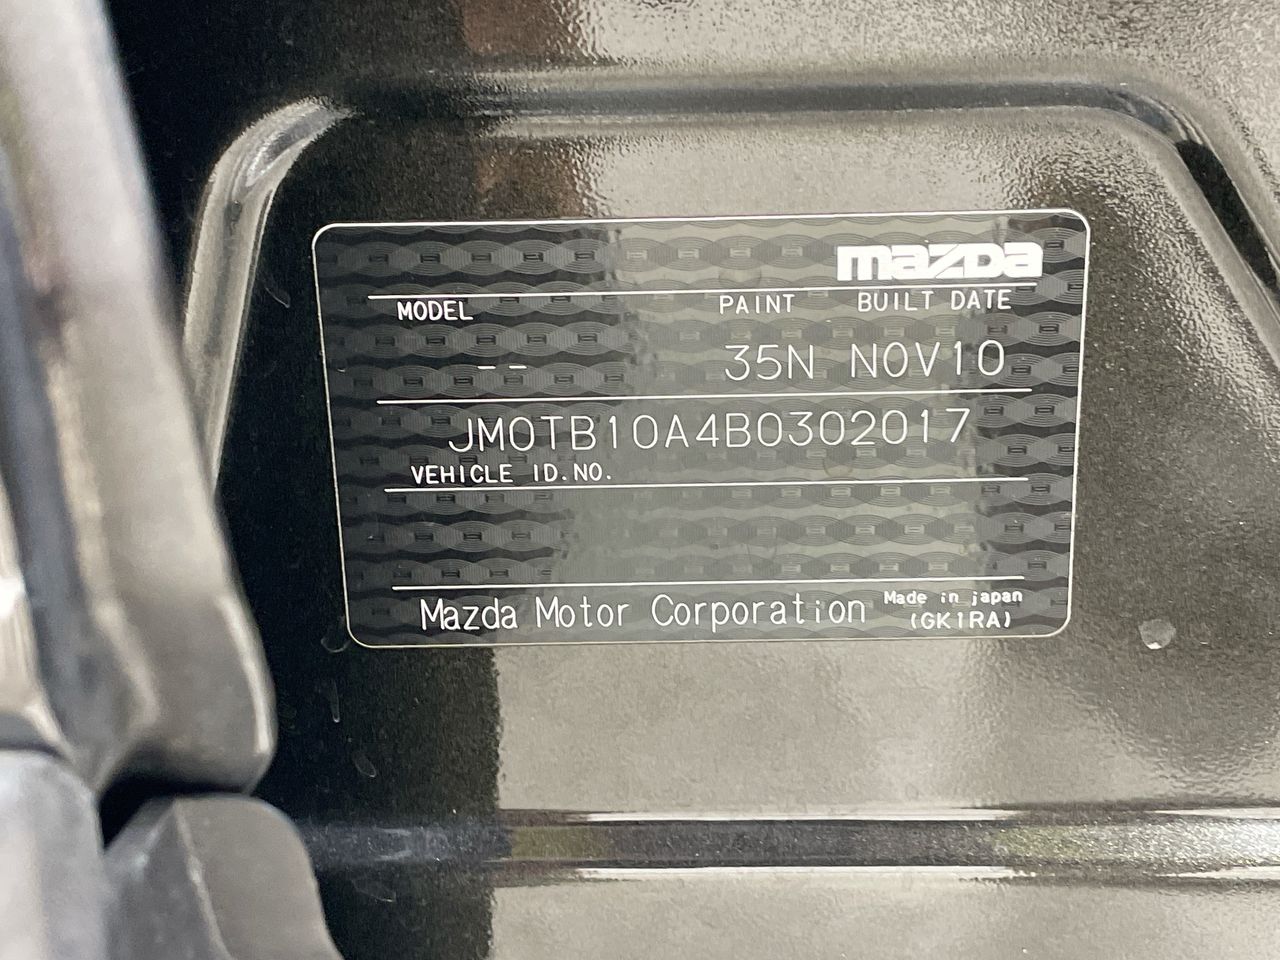 mazda
MODEL PAINT BUILT DATE
-- 35N NOV10
JM0TB10A4B0302017
VEHICLE ID.NO.
Mazda Motor Corporation Made in japan
(GK1RA)